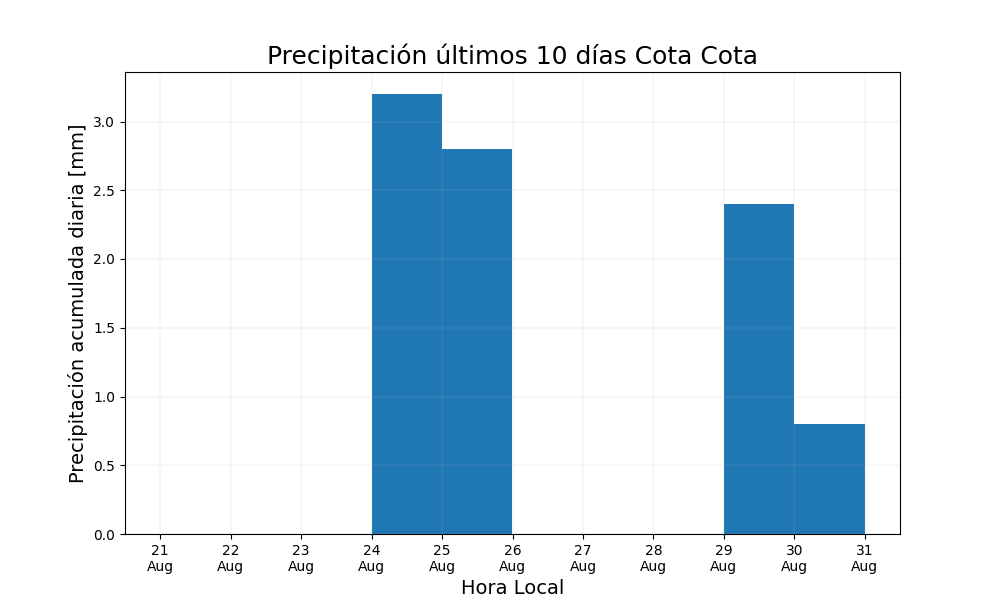 Precipitación últimos 10 días Cota Cota
Precipitación acumulada diaria [mm]
3.0
2.5
2.0
1.5
1.0
0.5
0.0
21 22 23 24 25 26 27 28 29 30 31
Aug Aug Aug Aug Aug Aug Aug Aug Aug Aug Aug
Hora Local